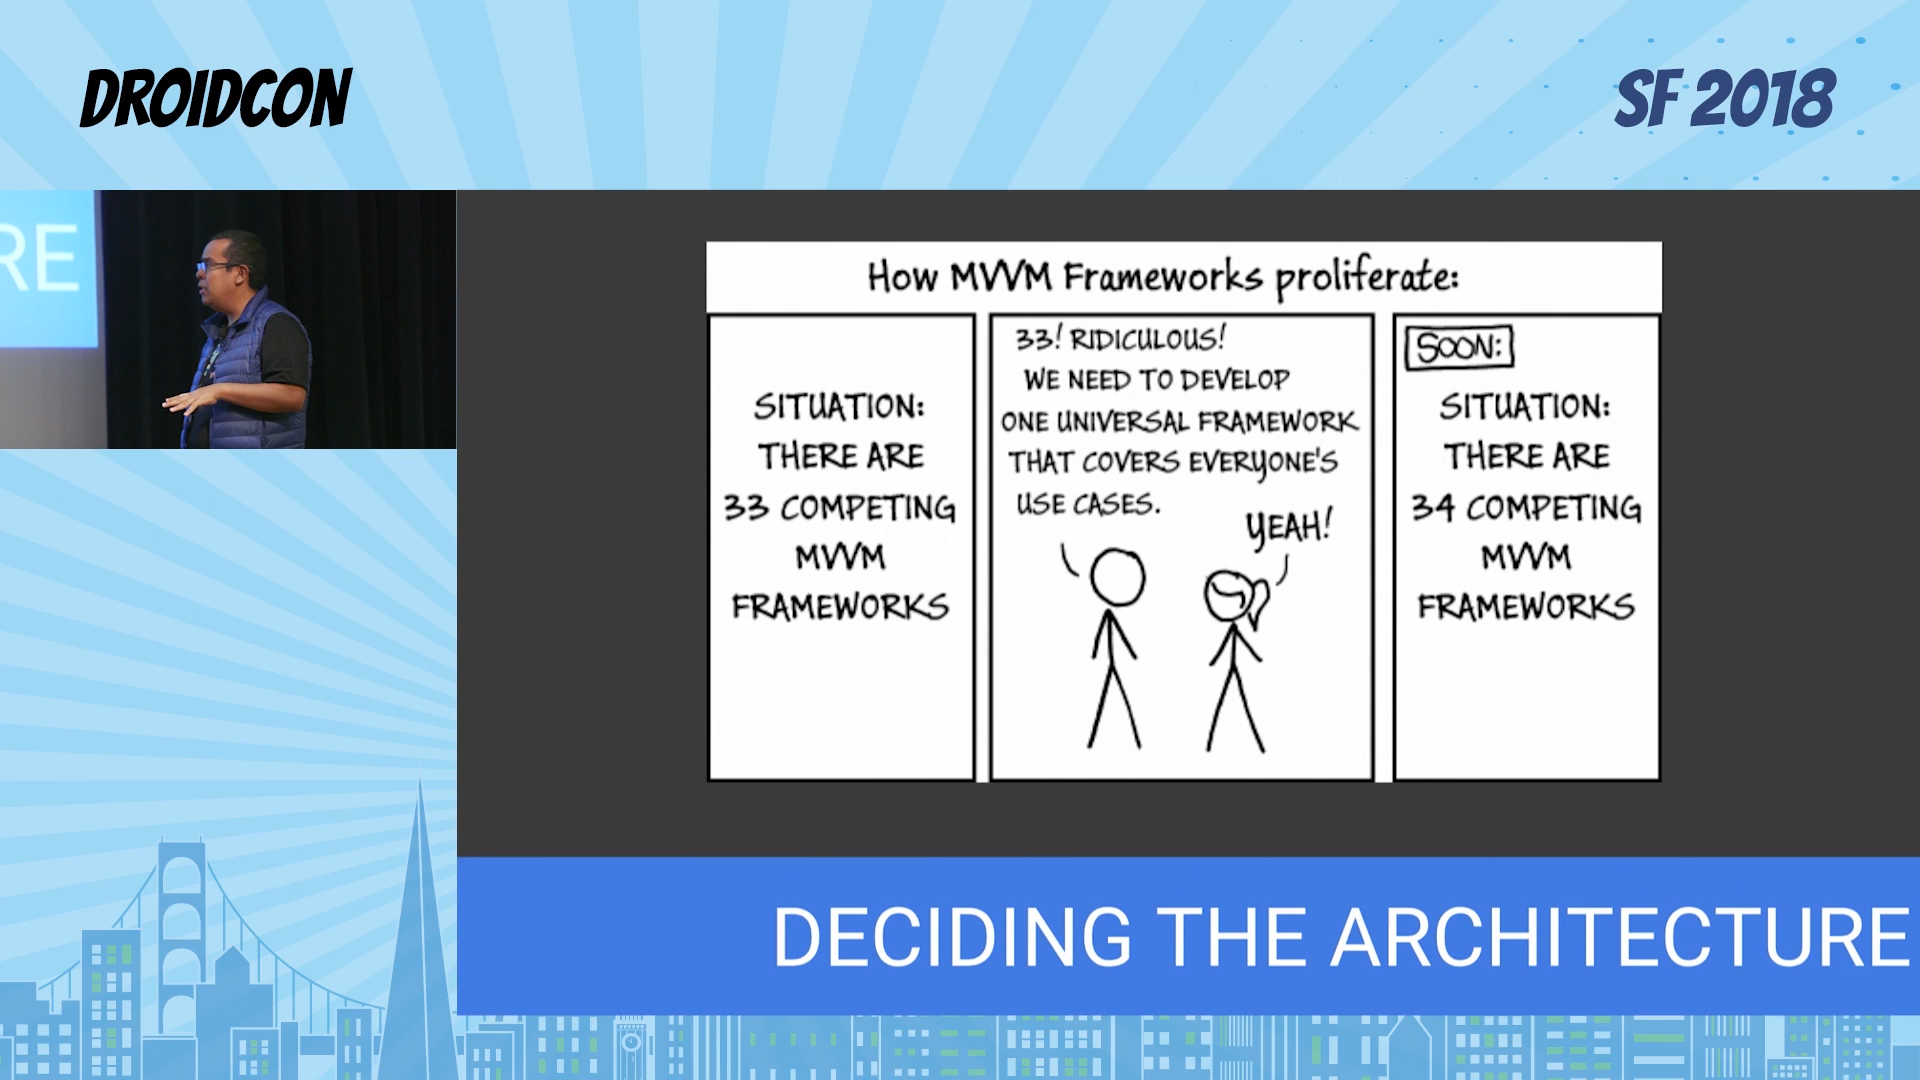 DROIDCON
SF 2018
RE
How MVVM Frameworks proliferate:
SITUATION:
THERE ARE
33 COMPETING
MVVM
FRAMEWORKS
33! RIDICULOUS!
WE NEED TO DEVELOP
ONE UNIVERSAL FRAMEWORK
THAT COVERS EVERYONE'S
USE CASES.
YEAH!
SOON:
SITUATION:
THERE ARE
34 COMPETING
MVVM
FRAMEWORKS
DECIDING THE ARCHITECTURE